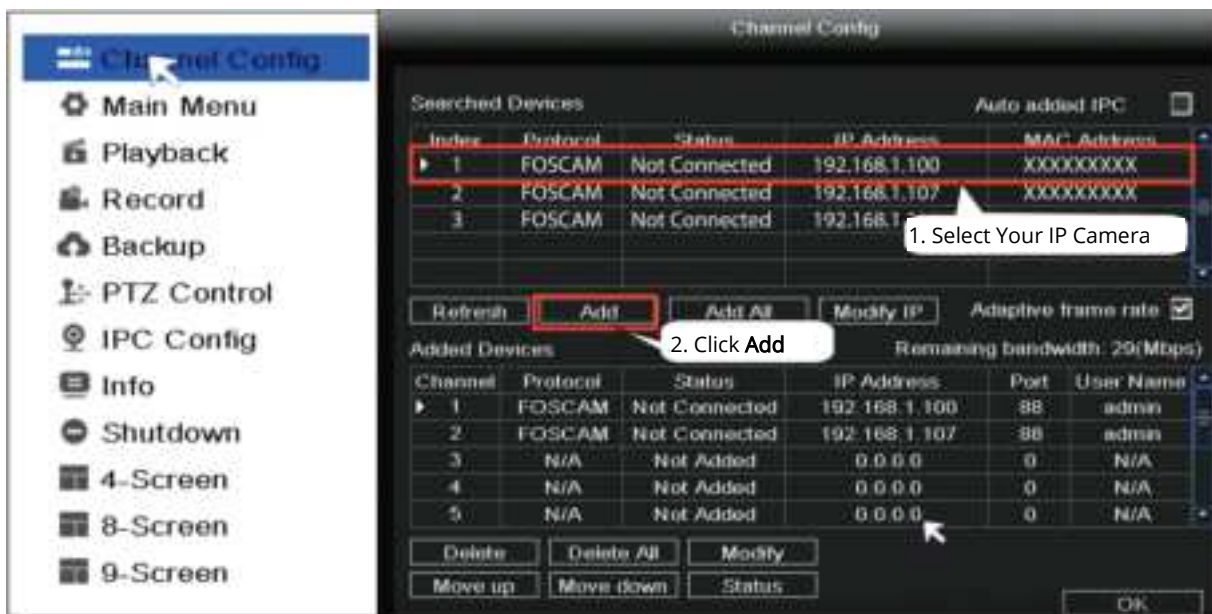 Channel Config
Main Menu
Playback
Record
Backup
PTZ Control
IPC Config
Info
Shutdown
4-Screen
8-Screen
9-Screen
Channel Config
Searched Devices Auto added IPC
Index Protocol Status IP Address MAC Address
1 FOSCAM Not Connected 192.168.1.100 XXXXXXXXX
2 FOSCAM Not Connected 192.168.1.107 XXXXXXXXX
3 FOSCAM Not Connected 192.168.1.
1. Select Your IP Camera
Refresh Add Add All Modify IP Adaptive frame rate
2. Click Add
Added Devices Remaining bandwidth: 29(Mbps)
Channel Protocol Status IP Address Port User Name
1 FOSCAM Not Connected 192.168.1.100 88 admin
2 FOSCAM Not Connected 192.168.1.107 88 admin
3 N/A Not Added 0.0.0.0 0 N/A
4 N/A Not Added 0.0.0.0 0 N/A
5 N/A Not Added 0.0.0.0 0 N/A
Delete Delete All Modify
Move up Move down Status
OK